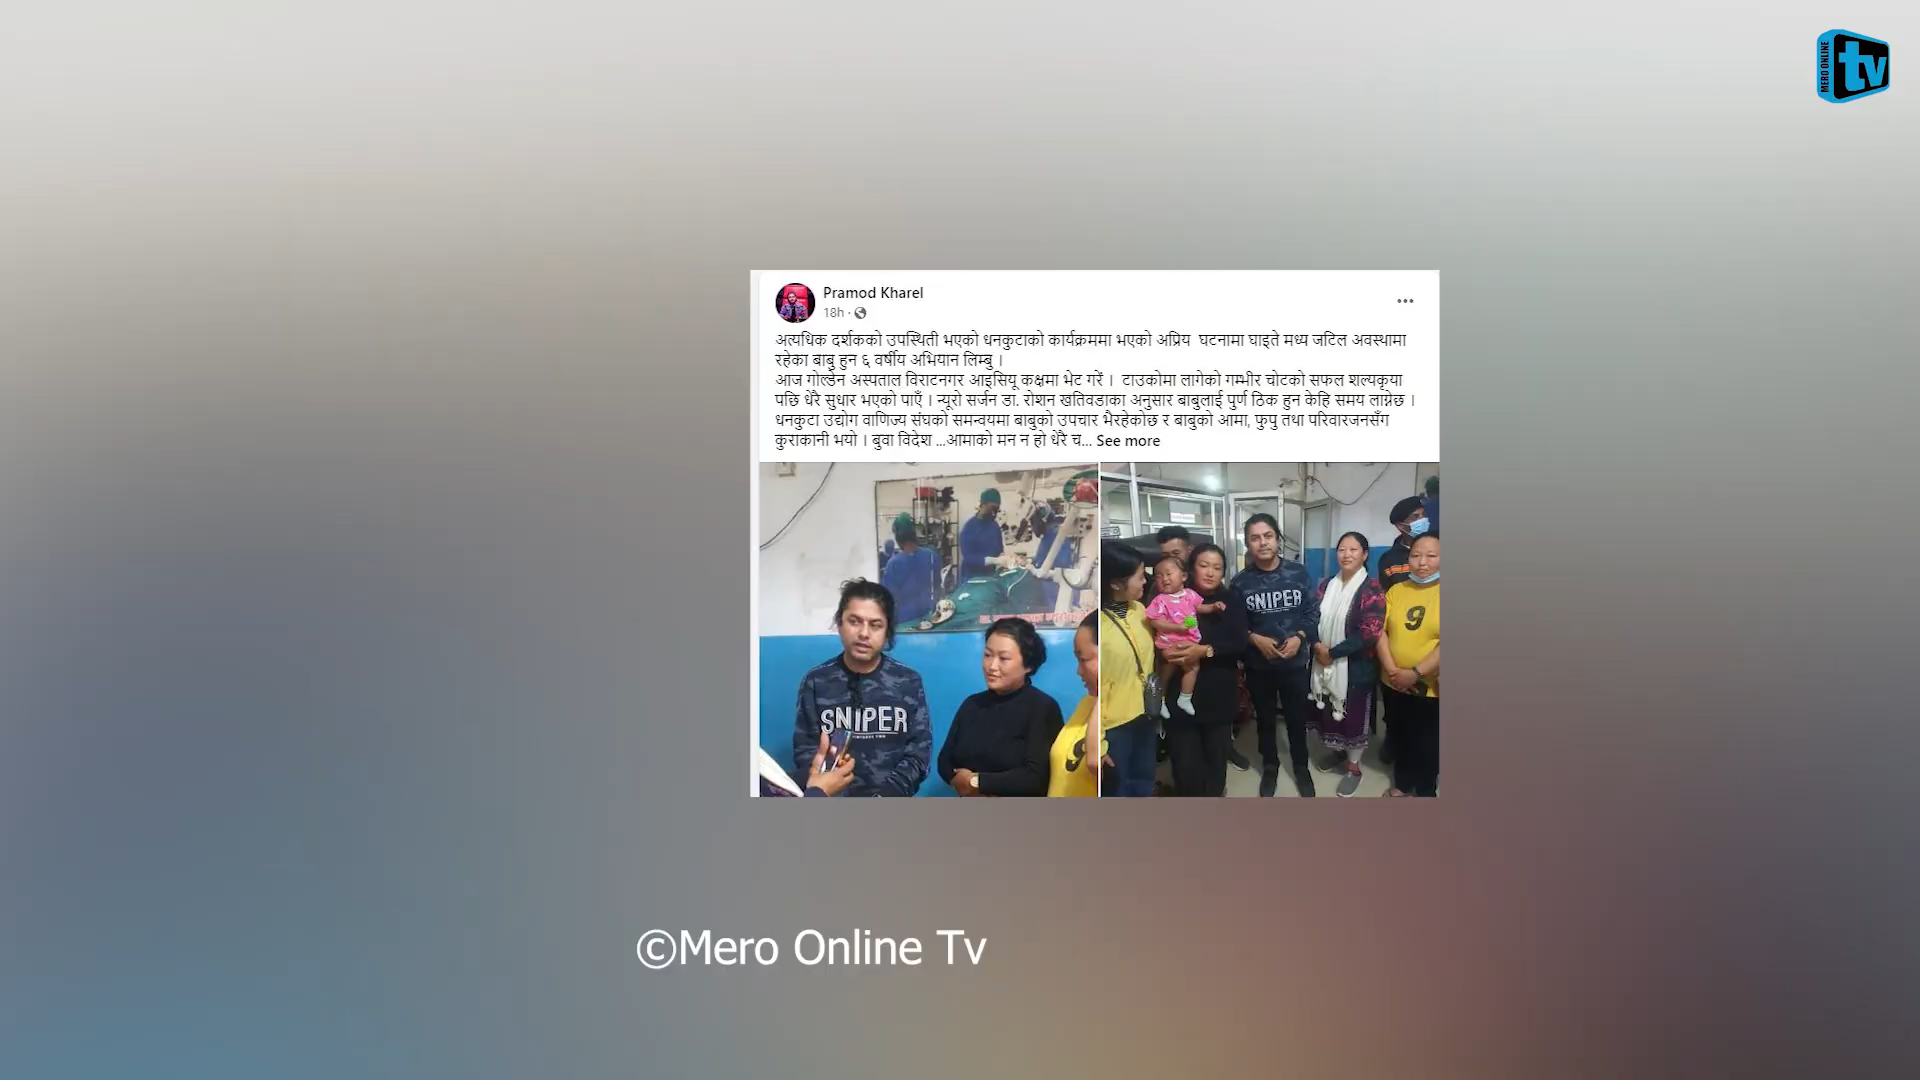 MERO ONLINE
tv
Pramod Kharel
18h
अत्यधिक दर्शकको उपस्थिती भएको धनकुटाको कार्यक्रममा भएको अप्रिय घटनामा घाइते मध्य जटिल अवस्थामा
रहेका बाबु हुन ६ वर्षीय अभियान लिम्बु ।
आज गोल्डेन अस्पताल विराटनगर आइसियू कक्षमा भेट गरें । टाउकोमा लागेको गम्भीर चोटको सफल शल्यकृया
पछि धेरै सुधार भएको पाएँ । न्यूरो सर्जन डा. रोशन खतिवडाका अनुसार बाबुलाई पुर्ण ठिक हुन केहि समय लाग्नेछ ।
धनकुटा उद्योग वाणिज्य संघको समन्वयमा बाबुको उपचार भैरहेकोछ र बाबुको आमा, फुपु तथा परिवारजनसँग
कुराकानी भयो । बुवा विदेश ...आमाको मन न हो धेरै च... See more
SNIPER
9
SNIPER
9
©Mero Online Tv